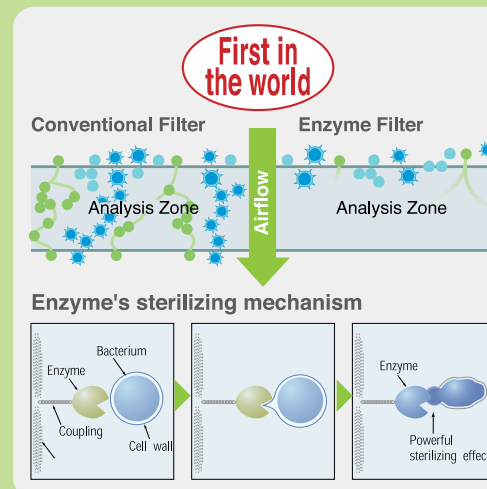 First in
the world
Conventional Filter
Enzyme Filter
Analysis Zone
Airflow
Analysis Zone
Enzyme's sterilizing mechanism
Bacterium
Enzyme
Coupling
Cell wall
Enzyme
Powerful
sterilizing effec